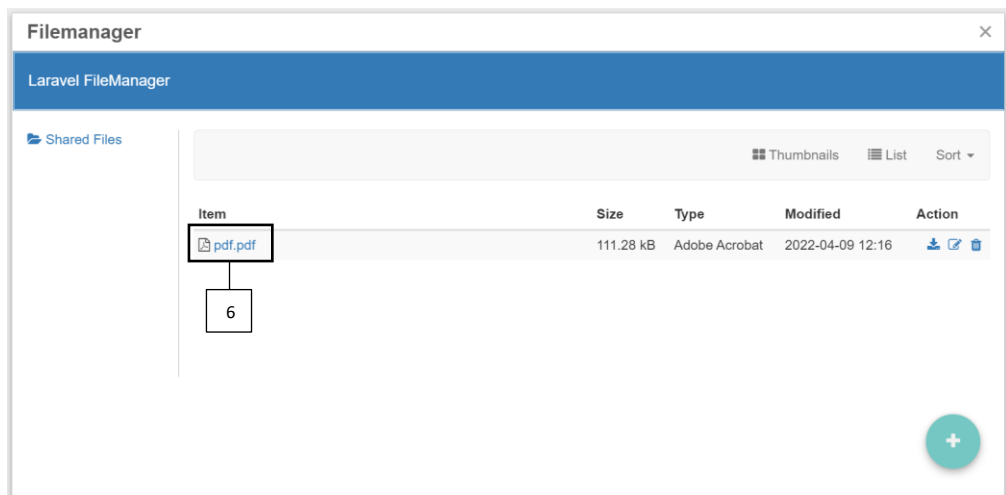 Filemanager
Laravel FileManager
Shared Files
Thumbnails List Sort
Item Size Type Modified Action
pdf.pdf 111.28 kB Adobe Acrobat 2022-04-09 12:16
6